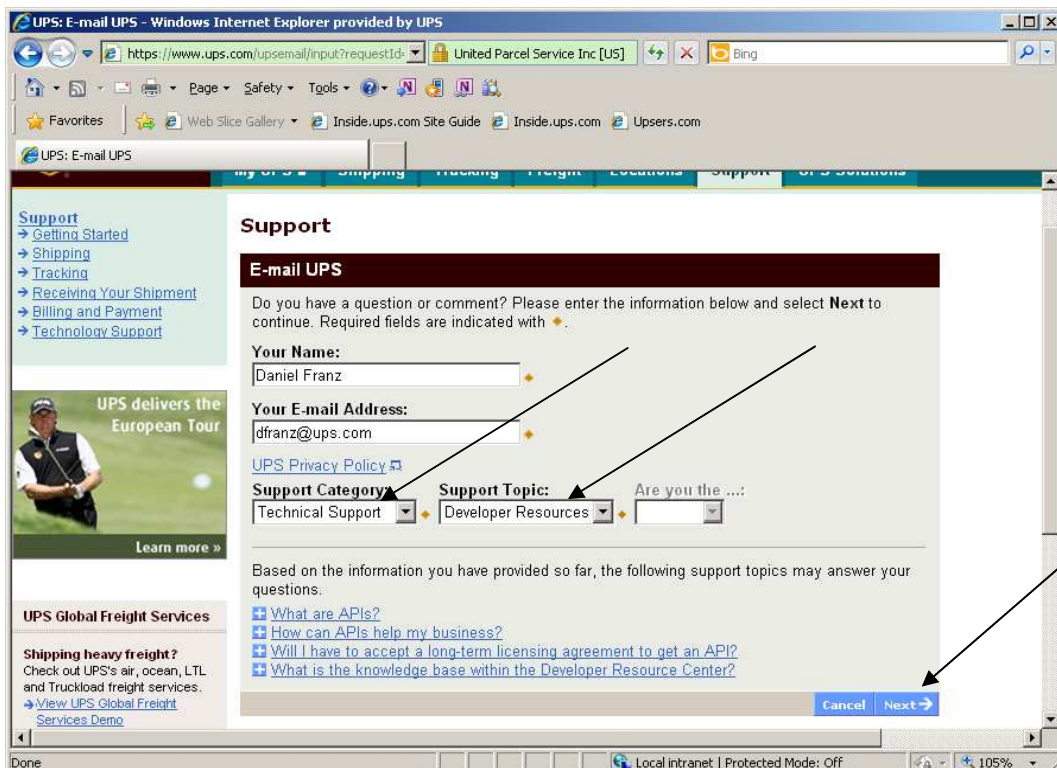 UPS: E-mail UPS - Windows Internet Explorer provided by UPS
https://www.ups.com/upsemail/input?requestId=
United Parcel Service Inc [US]
Bing
Page Safety Tools
Favorites Web Slice Gallery Inside.ups.com Site Guide Inside.ups.com Upsers.com
UPS: E-mail UPS
My UPS Shipping Tracking Freight Locations Support UPS Solutions
Support
Getting Started
Shipping
Tracking
Receiving Your Shipment
Billing and Payment
Technology Support
UPS delivers the
European Tour
Learn more »
UPS Global Freight Services
Shipping heavy freight?
Check out UPS's air, ocean, LTL
and Truckload freight services.
View UPS Global Freight
Services Demo
Support
E-mail UPS
Do you have a question or comment? Please enter the information below and select Next to
continue. Required fields are indicated with ◆.
Your Name:
Daniel Franz
Your E-mail Address:
dfranz@ups.com
UPS Privacy Policy
Support Category: Support Topic: Are you the ...:
Technical Support Developer Resources
Based on the information you have provided so far, the following support topics may answer your
questions.
What are APIs?
How can APIs help my business?
Will I have to accept a long-term licensing agreement to get an API?
What is the knowledge base within the Developer Resource Center?
Cancel Next
Done Local intranet | Protected Mode: Off 105%